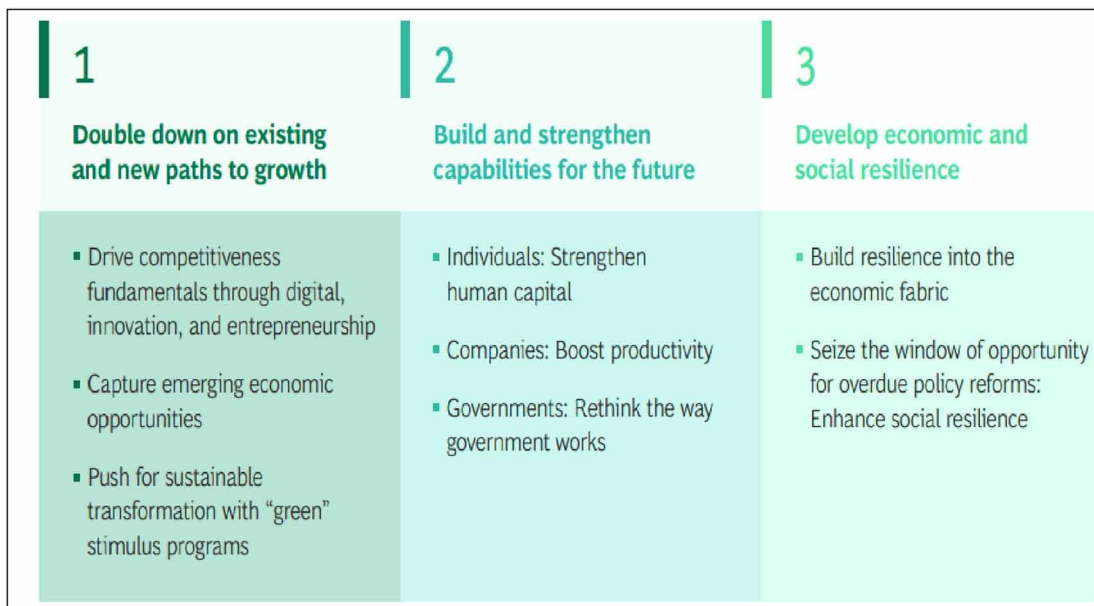 1
Double down on existing
and new paths to growth
▪ Drive competitiveness
fundamentals through digital,
innovation, and entrepreneurship
▪ Capture emerging economic
opportunities
▪ Push for sustainable
transformation with “green”
stimulus programs
2
Build and strengthen
capabilities for the future
▪ Individuals: Strengthen
human capital
▪ Companies: Boost productivity
▪ Governments: Rethink the way
government works
3
Develop economic and
social resilience
▪ Build resilience into the
economic fabric
▪ Seize the window of opportunity
for overdue policy reforms:
Enhance social resilience